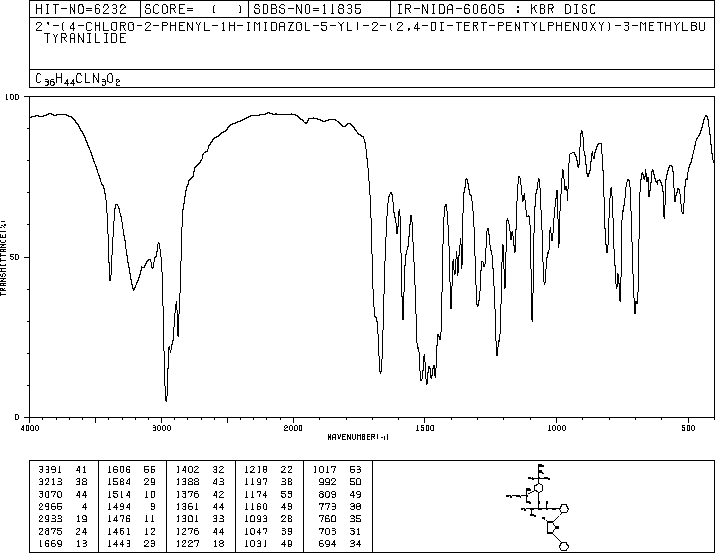 HIT-NO=6232 SCORE= ( ) SDBS-NO=11835 IR-NIDA-60605 : KBR DISC
2'-(4-CHLORO-2-PHENYL-1H-IMIDAZOL-5-YL)-2-(2,4-DI-TERT-PENTYLPHENOXY)-3-METHYLBU
TYRANILIDE
C36H44CLN3O2
100
50
0
TRANSMITTANCE(%)
4000 3000 2000 1500 1000 500
WAVENUMBER(-1)
3391 41 1606 55 1402 32 1218 22 1017 53
3213 38 1584 29 1388 43 1197 38 992 50
3070 44 1514 10 1376 42 1174 59 809 49
2965 4 1494 9 1361 44 1160 49 773 38
2933 19 1476 11 1301 33 1093 28 760 35
2875 24 1461 12 1276 44 1047 39 703 31
1669 13 1443 23 1227 18 1031 49 694 34